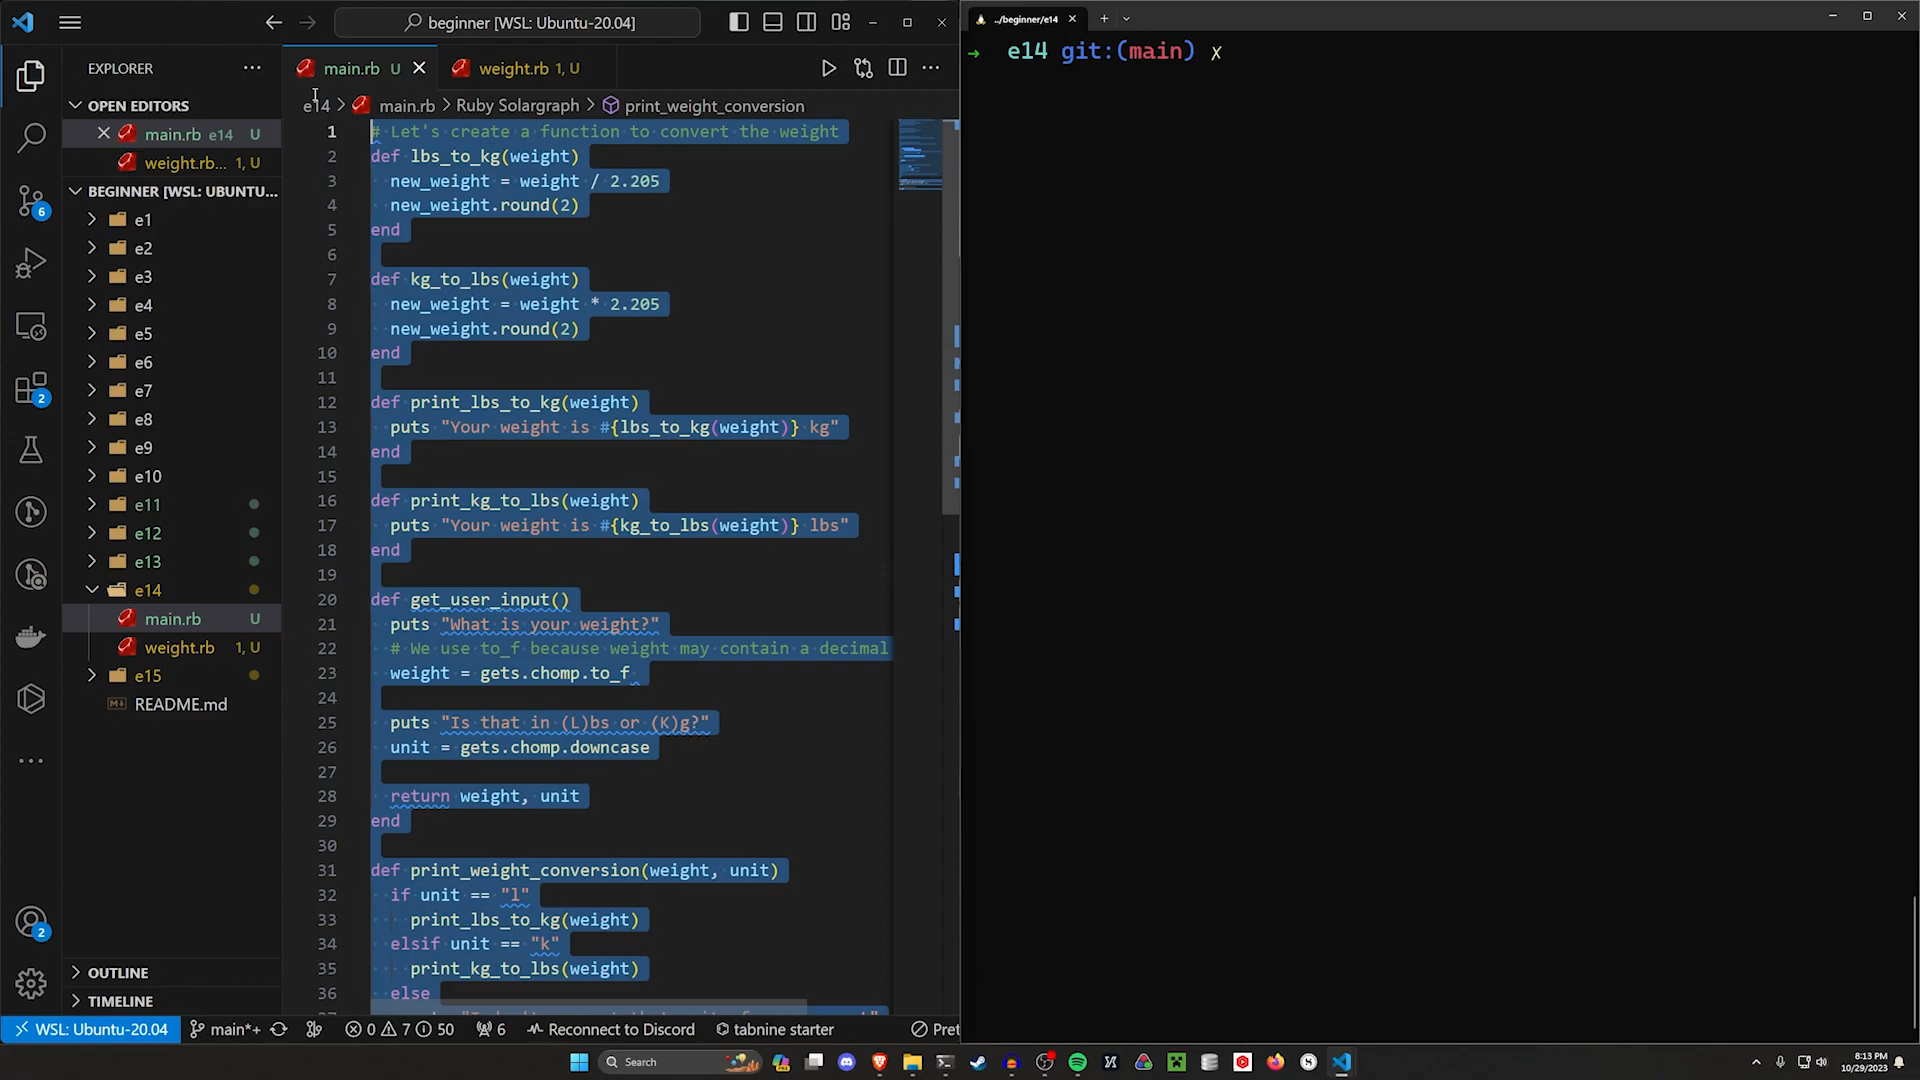 beginner [WSL: Ubuntu-20.04]
EXPLORER
OPEN EDITORS
main.rb e14 U
weight.rb... 1, U
BEGINNER [WSL: UBUNTU...
e1
e2
e3
e4
e5
e6
e7
e8
e9
e10
e11
e12
e13
e14
main.rb U
weight.rb 1, U
e15
README.md
OUTLINE
TIMELINE
6
2
2
main.rb U
weight.rb 1, U
e14 > main.rb > Ruby Solargraph > print_weight_conversion
1 # Let's create a function to convert the weight
2 def lbs_to_kg(weight)
3 new_weight = weight / 2.205
4 new_weight.round(2)
5 end
6
7 def kg_to_lbs(weight)
8 new_weight = weight * 2.205
9 new_weight.round(2)
10 end
11
12 def print_lbs_to_kg(weight)
13 puts "Your weight is #{lbs_to_kg(weight)} kg"
14 end
15
16 def print_kg_to_lbs(weight)
17 puts "Your weight is #{kg_to_lbs(weight)} lbs"
18 end
19
20 def get_user_input()
21 puts "What is your weight?"
22 # We use to_f because weight may contain a decimal
23 weight = gets.chomp.to_f
24
25 puts "Is that in (L)bs or (K)g?"
26 unit = gets.chomp.downcase
27
28 return weight, unit
29 end
30
31 def print_weight_conversion(weight, unit)
32 if unit == "l"
33 print_lbs_to_kg(weight)
34 elsif unit == "k"
35 print_kg_to_lbs(weight)
36 else
../beginner/e14
→ e14 git:(main) x
WSL: Ubuntu-20.04 main*+ 0 7 50 6 Reconnect to Discord tabnine starter Pret
Search
8:13 PM
10/29/2023